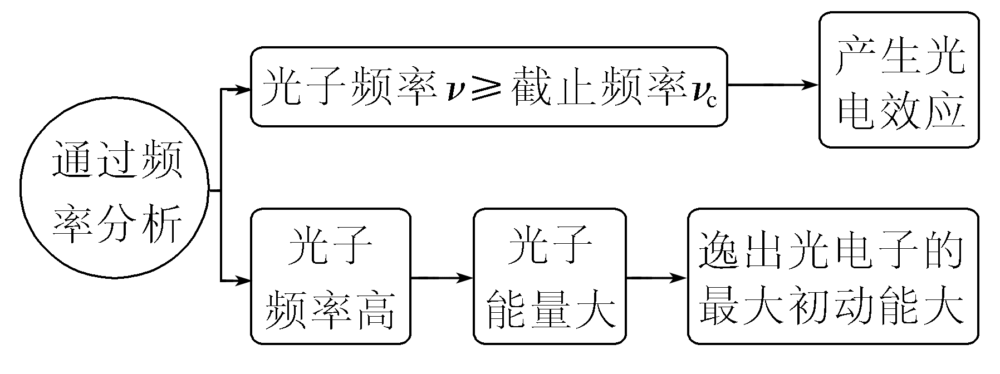 通过频
率分析
光子频率ν≥截止频率νc
产生光
电效应
光子
频率高
光子
能量大
逸出光电子的
最大初动能大